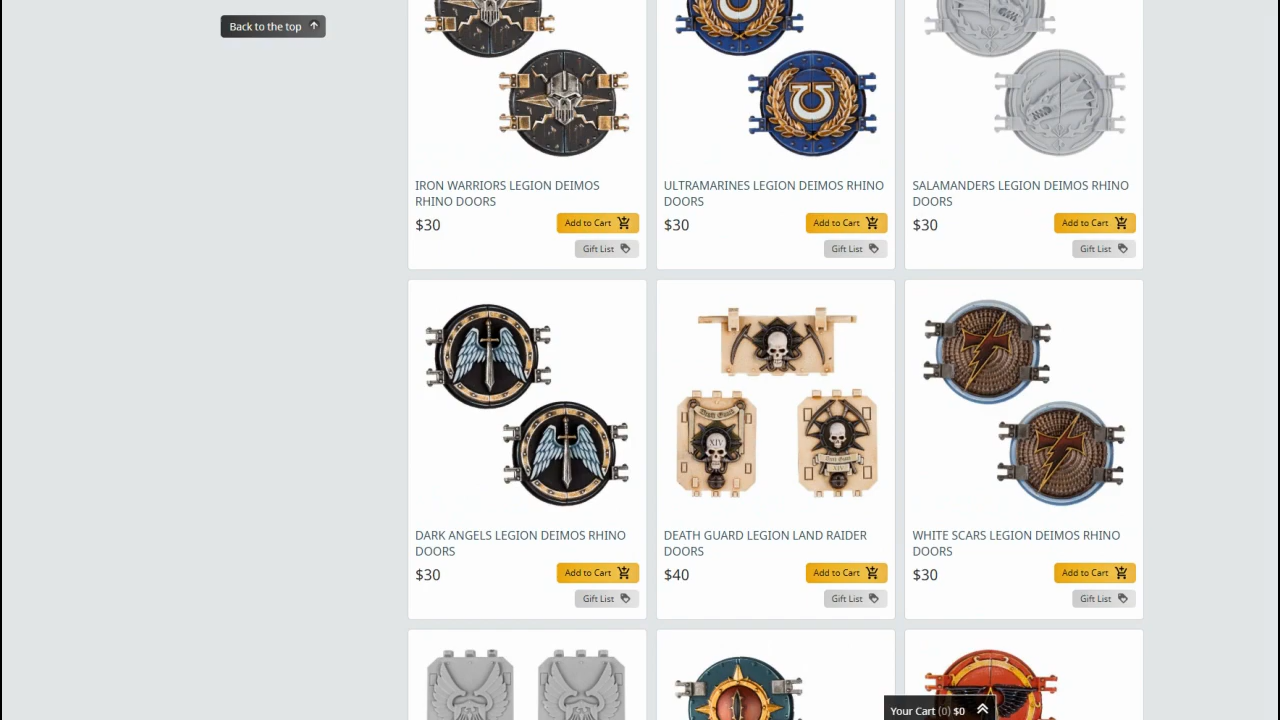 Back to the top
IRON WARRIORS LEGION DEIMOS
RHINO DOORS
$30
Add to Cart
Gift List
ULTRAMARINES LEGION DEIMOS RHINO
DOORS
$30
Add to Cart
Gift List
SALAMANDERS LEGION DEIMOS RHINO
DOORS
$30
Add to Cart
Gift List
XIV
DARK ANGELS LEGION DEIMOS RHINO
DOORS
$30
Add to Cart
Gift List
DEATH GUARD LEGION LAND RAIDER
DOORS
$40
Add to Cart
Gift List
WHITE SCARS LEGION DEIMOS RHINO
DOORS
$30
Add to Cart
Gift List
Your Cart (0) $0